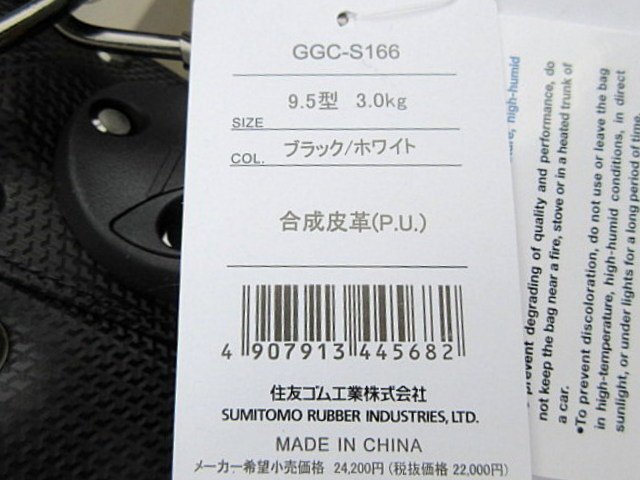 GGC-S166
9.5型 3.0kg
SIZE
COL. ブラック/ホワイト
合成皮革(P.U.)
4 907913 445682
住友ゴム工業株式会社
SUMITOMO RUBBER INDUSTRIES, LTD.
MADE IN CHINA
メーカー希望小売価格 24,200円 (税抜価格 22,000円)
high-humid
prevent degrading of quality and performance, do
not keep the bag near a fire, stove or in a heated trunk of
a car.
•To prevent discoloration, do not use or leave the bag
in high-temperature, high-humid conditions, in direct
sunlight, or under lights for a long period of time.